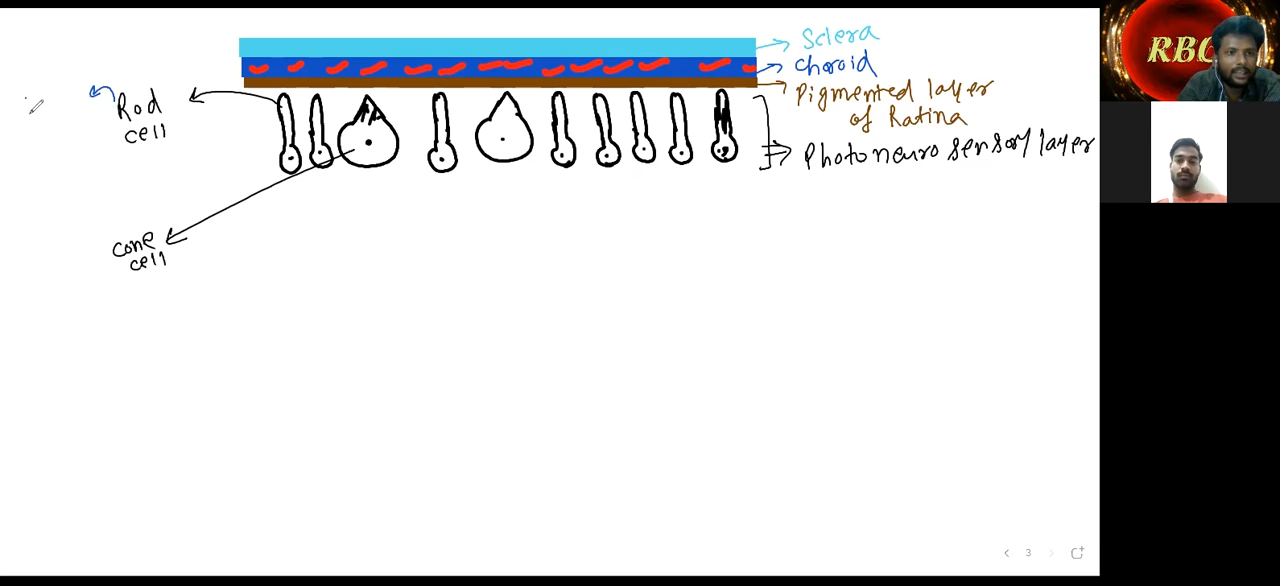 Sclera
choroid
Pigmented layer
of Ratina
Rod
cell
Photoneuro sensory layer
cone
cell
3
RBC